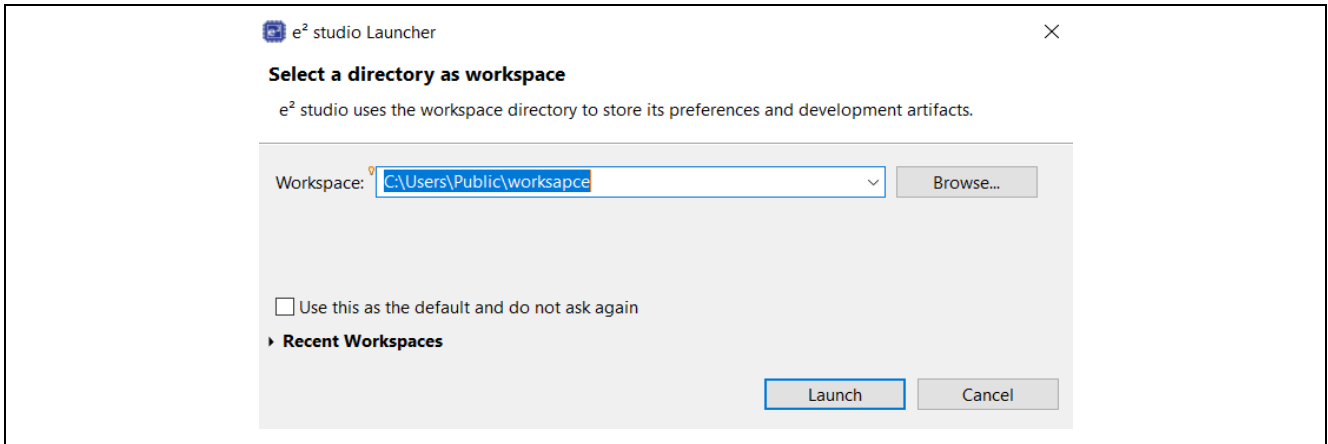 e² studio Launcher
Select a directory as workspace
e² studio uses the workspace directory to store its preferences and development artifacts.
Workspace: C:\Users\Public\worksapce Browse...
Use this as the default and do not ask again
Recent Workspaces
Launch Cancel